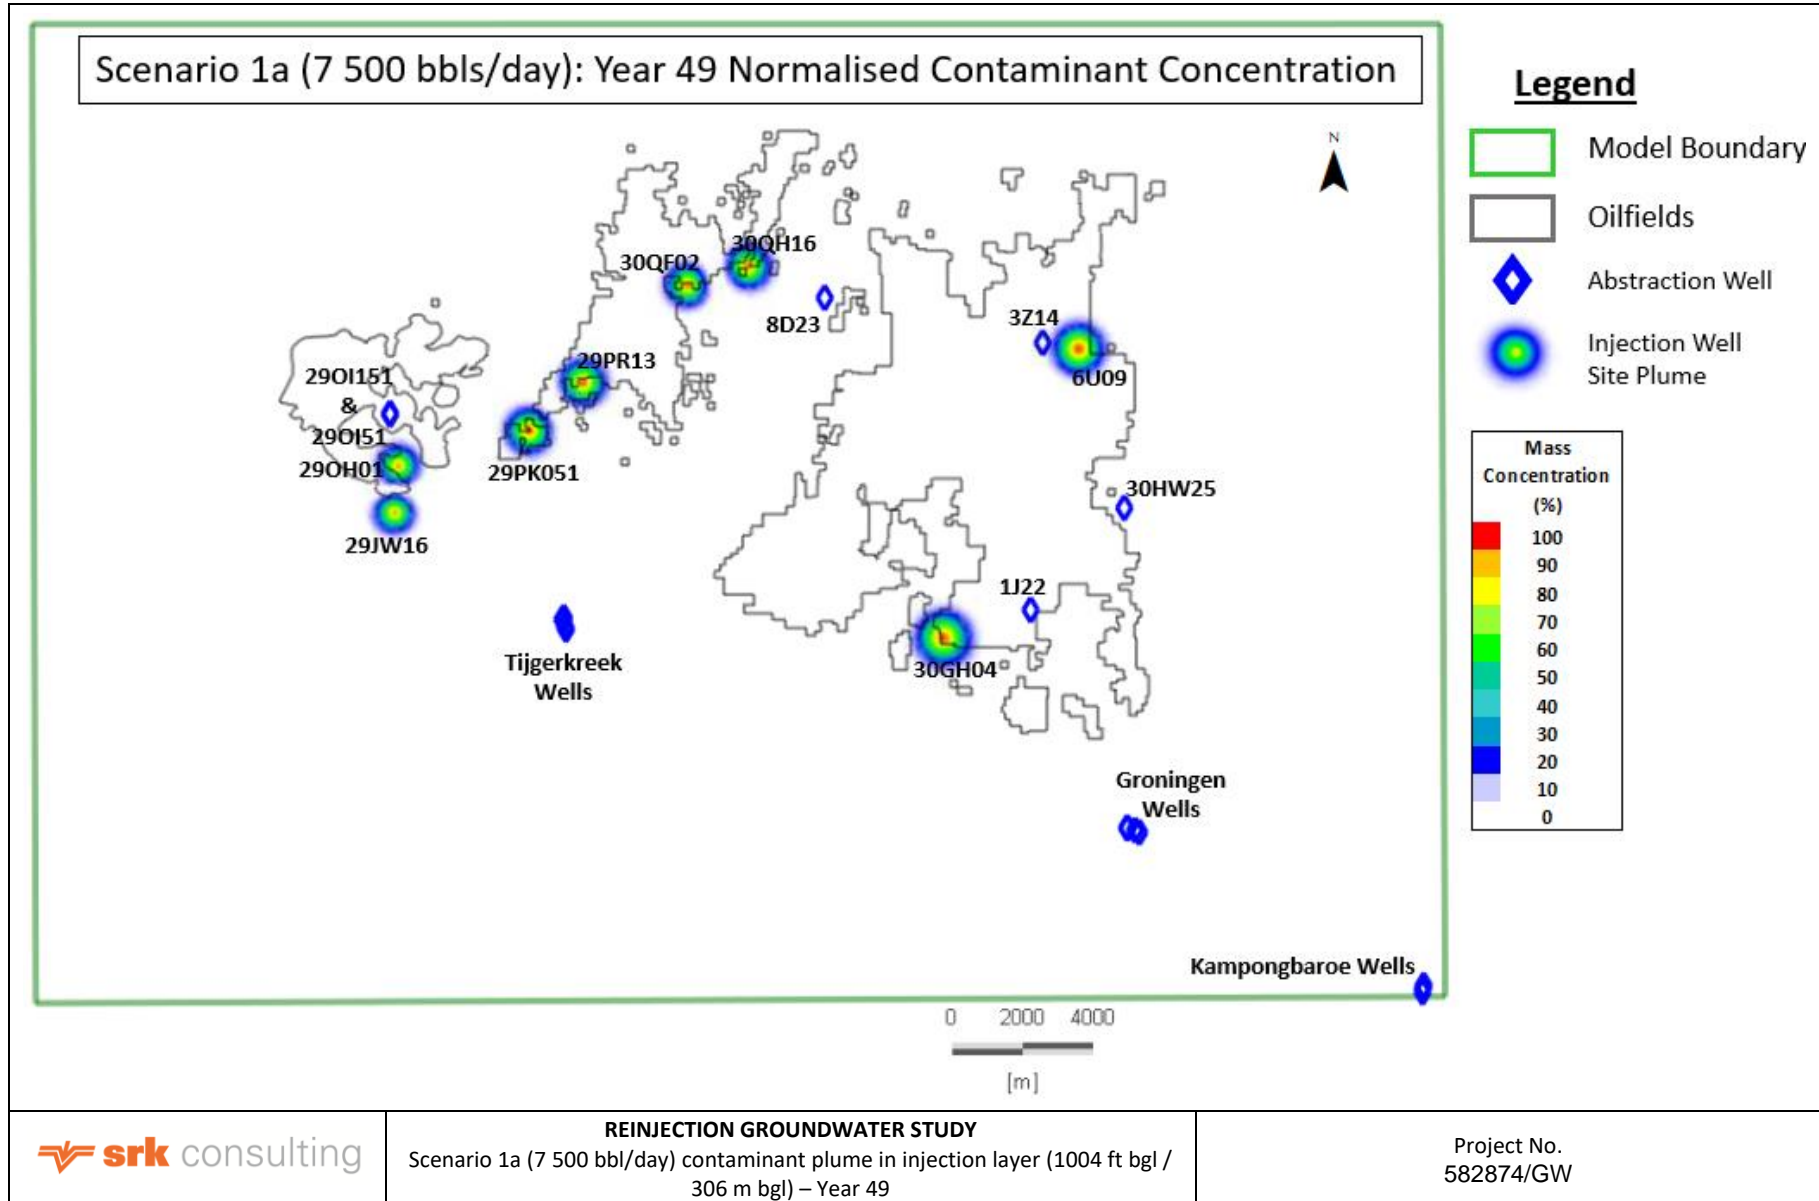 Scenario 1a (7 500 bbls/day): Year 49 Normalised Contaminant Concentration
Legend
Model Boundary
Oilfields
Abstraction Well
Injection Well
Site Plume
Mass
Concentration
(%)
100
90
80
70
60
50
40
30
20
10
0
N
30QH16
30QF02
8D23
3Z14
6U09
29PR13
29OI151
&
29OI51
29OH01
29PK051
29JW16
30HW25
1J22
30GH04
Tijgerkreek
Wells
Groningen
Wells
Kampongbaroe Wells
0 2000 4000
[m]
srk consulting
REINJECTION GROUNDWATER STUDY
Scenario 1a (7 500 bbl/day) contaminant plume in injection layer (1004 ft bgl /
306 m bgl) – Year 49
Project No.
582874/GW